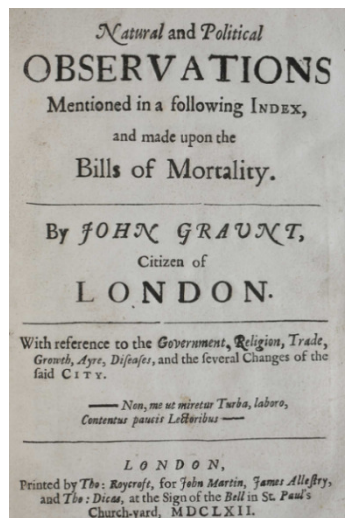 Natural and Political
OBSERVATIONS
Mentioned in a following INDEX,
and made upon the
Bills of Mortality.
By JOHN GRAUNT,
Citizen of
LONDON.
With reference to the Government, Religion, Trade,
Growth, Ayre, Diſeaſes, and the ſeveral Changes of the
ſaid CITY.
—— Non, me ut miretur Turba, laboro,
Contentus paucis Lectoribus ——
LONDON,
Printed by Tho: Roycroft, for John Martin, James Alleſtry,
and Tho: Dicas, at the Sign of the Bell in St. Paul's
Church-yard, MDCLXII.